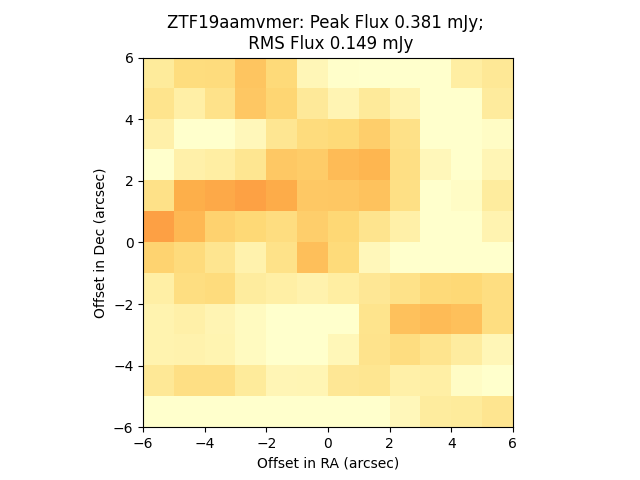 ZTF19aamvmer: Peak Flux 0.381 mJy;
RMS Flux 0.149 mJy
6
4
2
0
−2
−4
−6
Offset in Dec (arcsec)
−6 −4 −2 0 2 4 6
Offset in RA (arcsec)